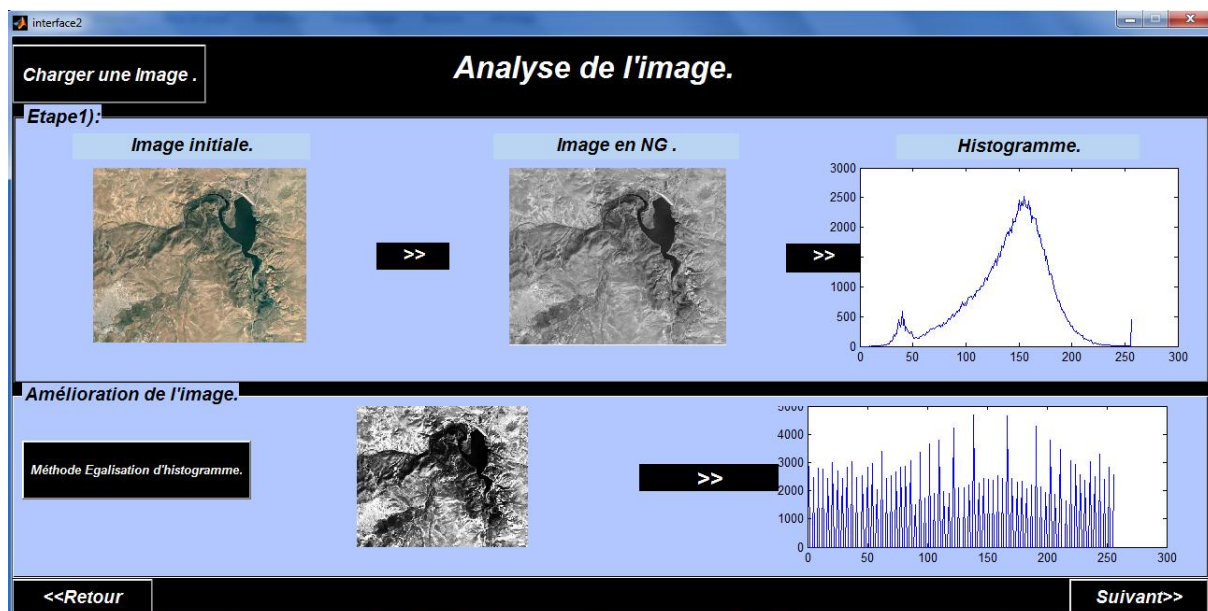 interface2
Charger une Image .
Analyse de l'image.
Etape1):
Image initiale.
Image en NG .
Histogramme.
>>
>>
3000
2500
2000
1500
1000
500
0
0 50 100 150 200 250 300
Amélioration de l'image.
Méthode Egalisation d'histogramme.
>>
5000
4000
3000
2000
1000
0
0 50 100 150 200 250 300
<<Retour
Suivant>>